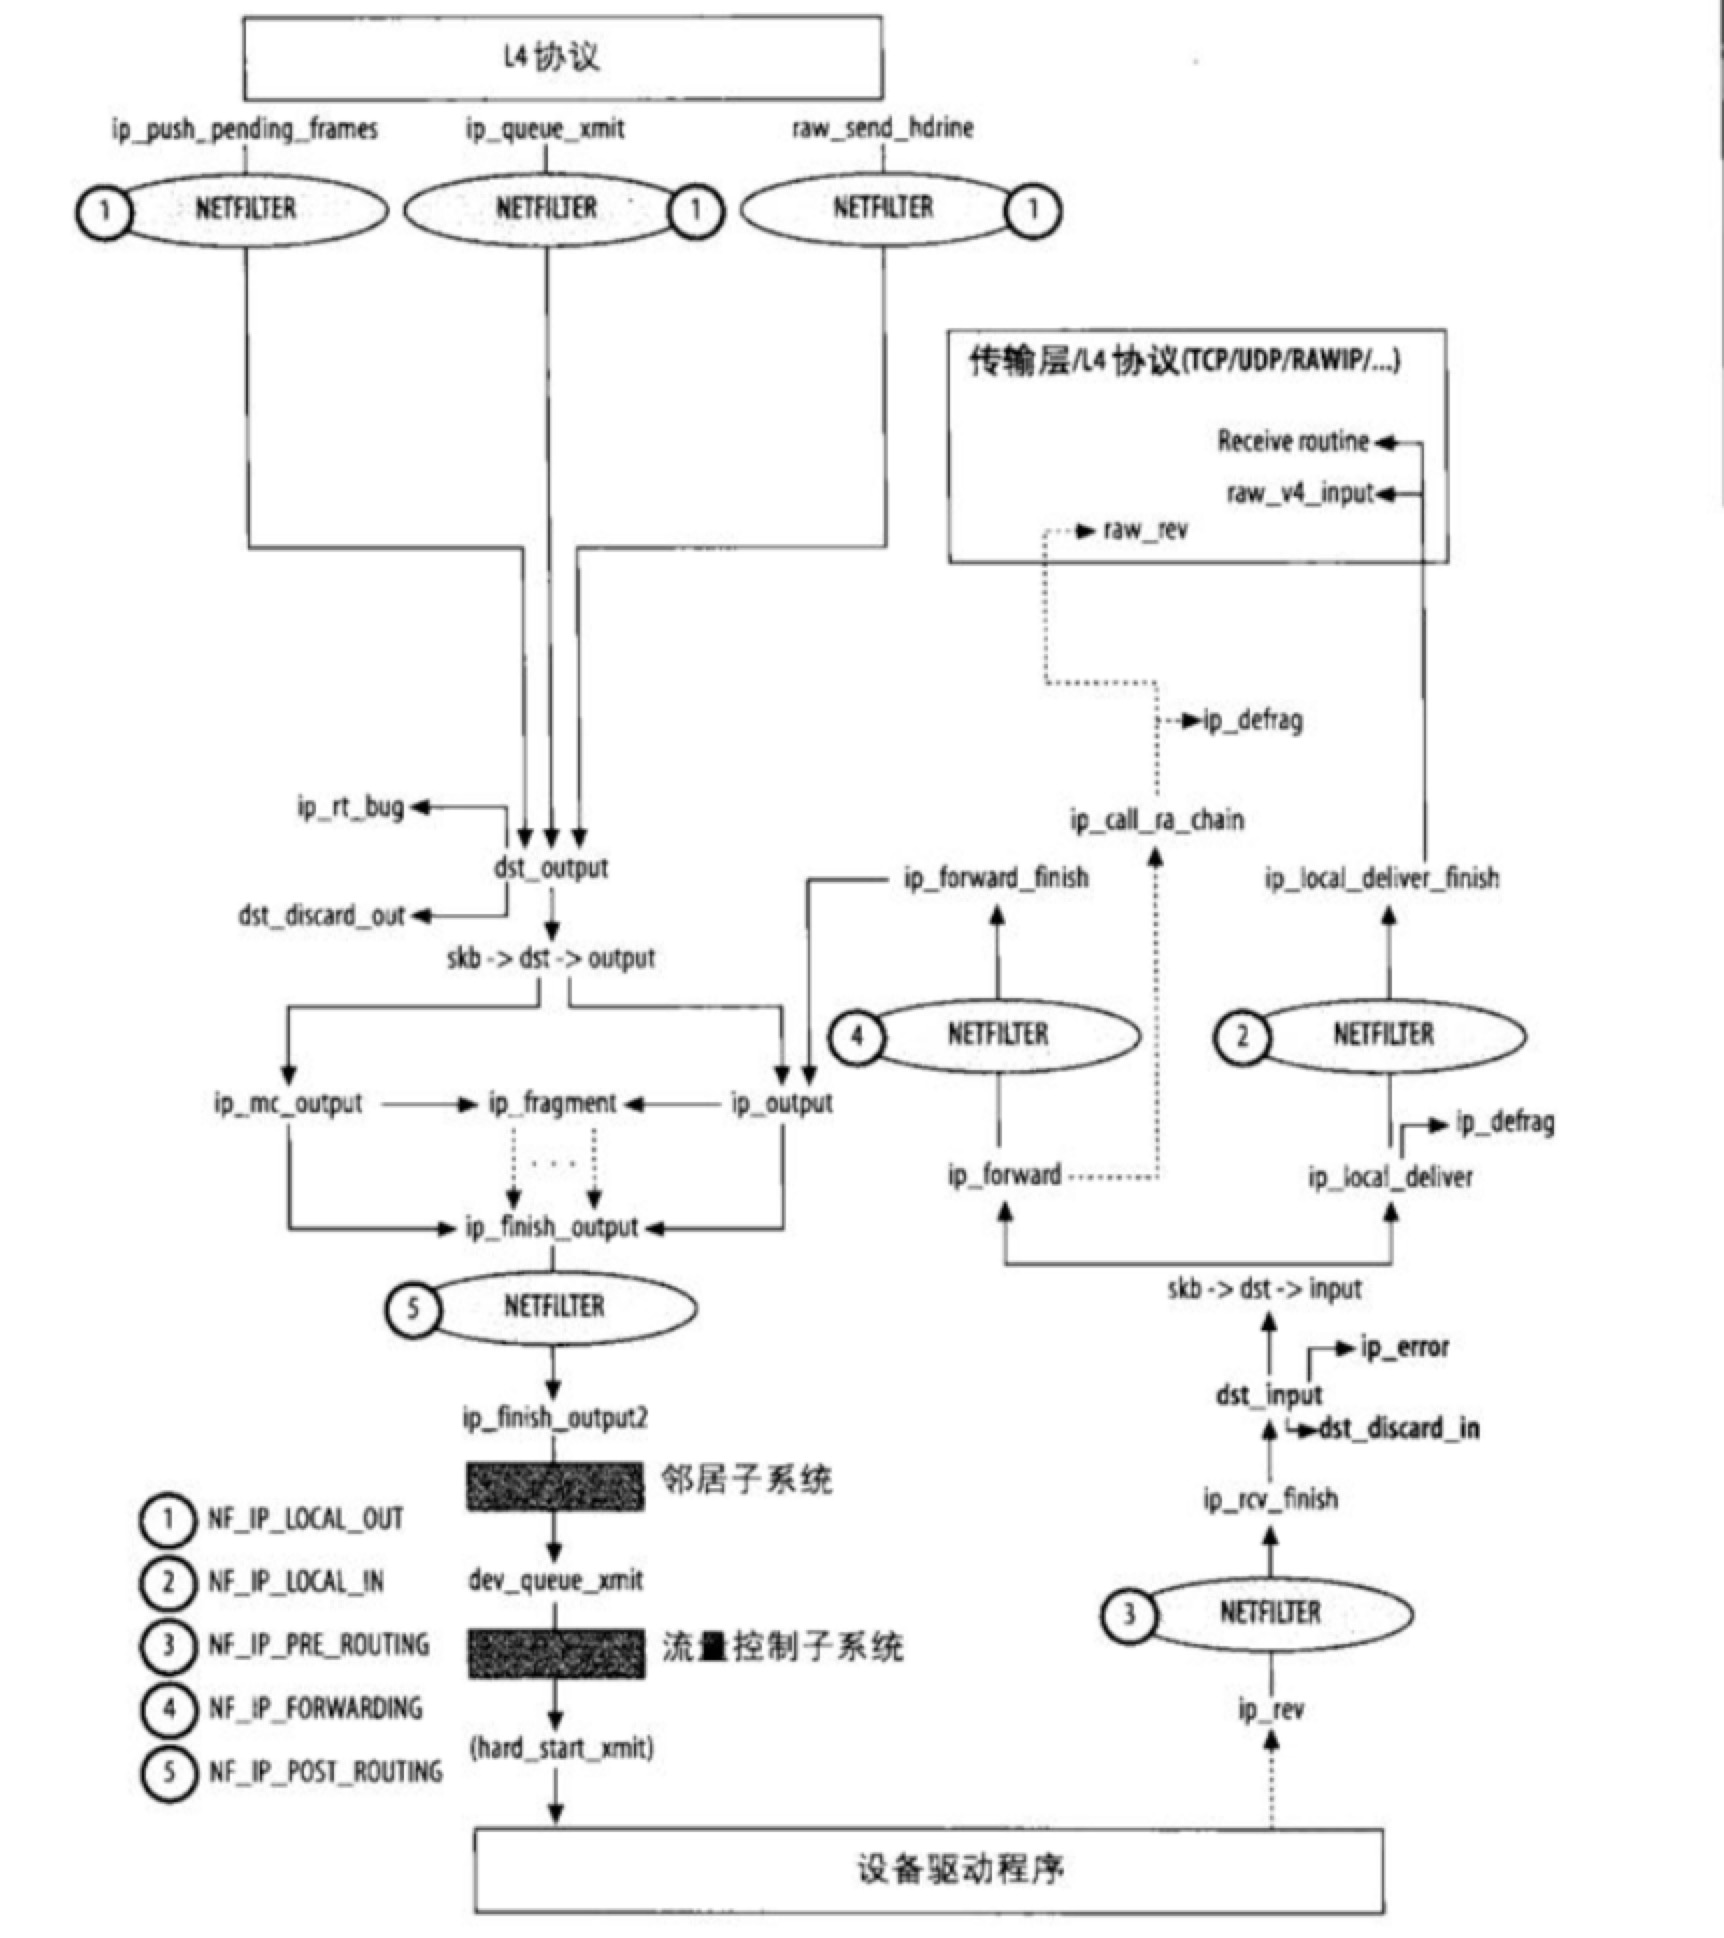 L4 协议
ip_push_pending_frames
ip_queue_xmit
raw_send_hdrine
1
NETFILTER
NETFILTER
1
NETFILTER
1
传输层/L4 协议(TCP/UDP/RAWIP/...)
Receive routine
raw_v4_input
raw_rev
ip_defrag
ip_rt_bug
ip_call_ra_chain
dst_output
ip_forward_finish
ip_local_deliver_finish
dst_discard_out
skb -> dst -> output
4
NETFILTER
2
NETFILTER
ip_mc_output
ip_fragment
ip_output
ip_defrag
. . .
ip_forward
ip_local_deliver
ip_finish_output
skb -> dst -> input
5
NETFILTER
ip_error
dst_input
ip_finish_output2
dst_discard_in
邻居子系统
ip_rcv_finish
1
NF_IP_LOCAL_OUT
2
NF_IP_LOCAL_IN
dev_queue_xmit
3
NETFILTER
3
NF_IP_PRE_ROUTING
流量控制子系统
4
NF_IP_FORWARDING
ip_rev
(hard_start_xmit)
5
NF_IP_POST_ROUTING
设备驱动程序